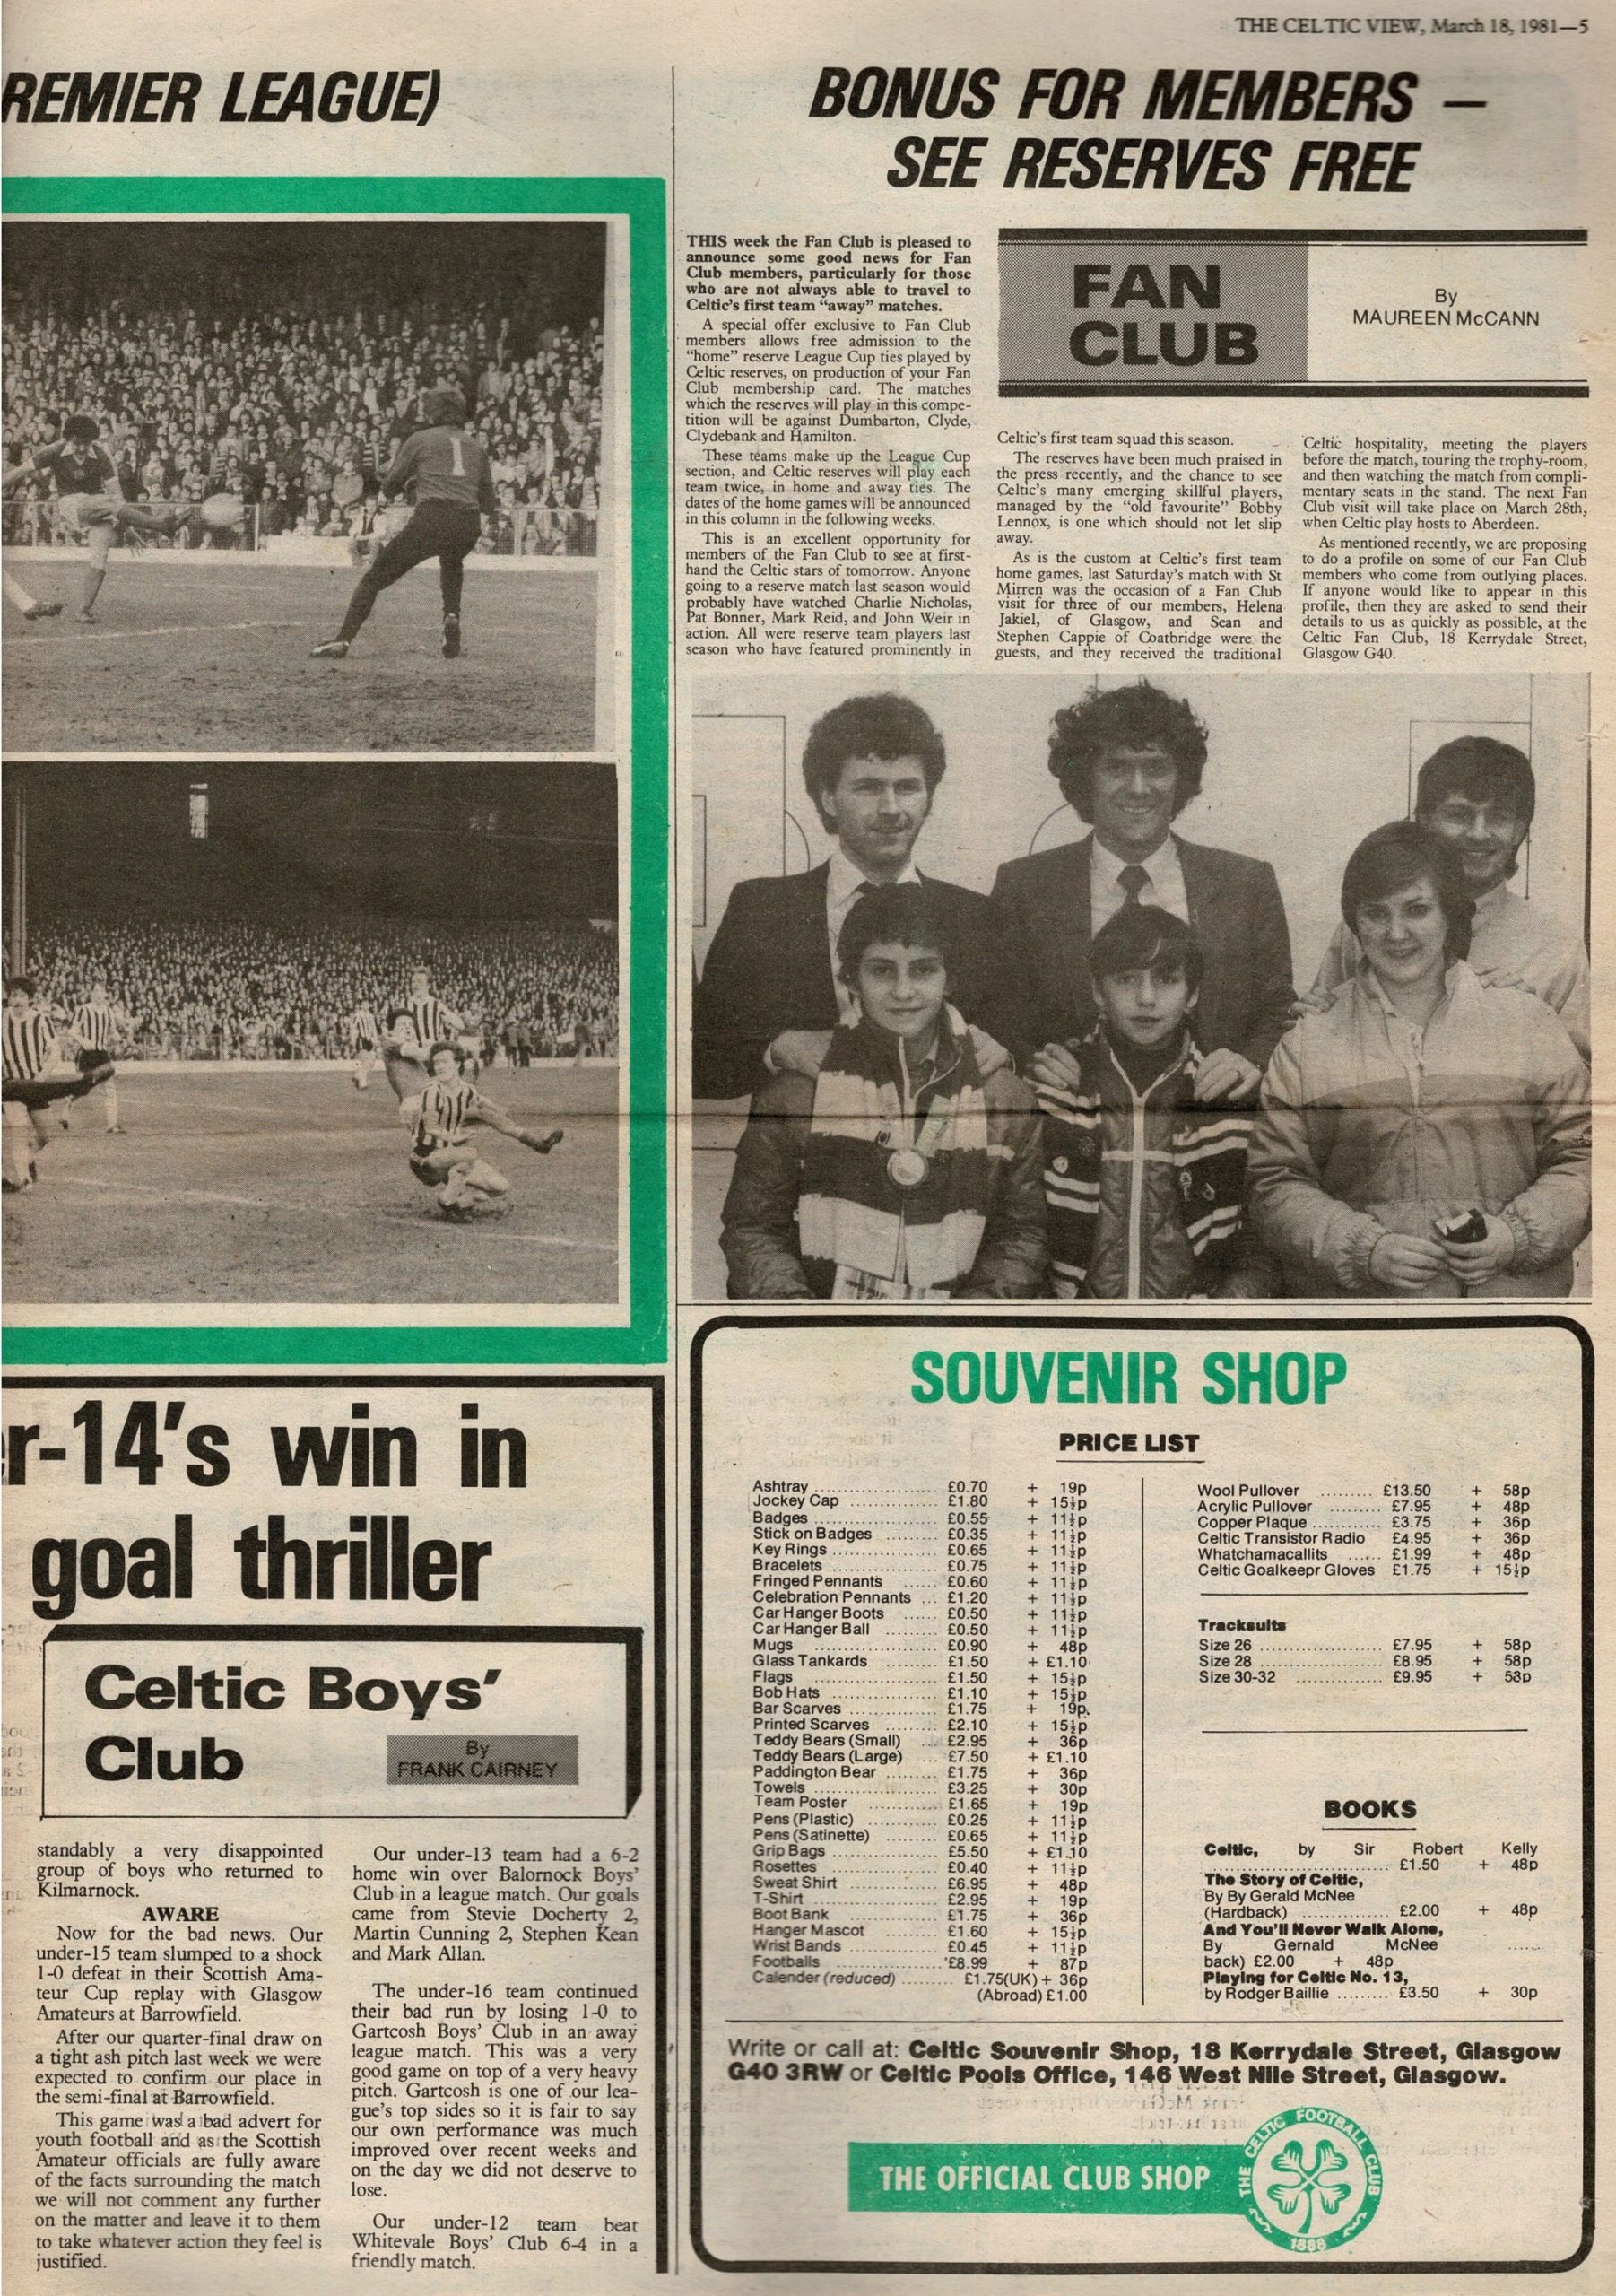 THE CELTIC VIEW, March 18, 1981—5
REMIER LEAGUE)
BONUS FOR MEMBERS —
SEE RESERVES FREE
THIS week the Fan Club is pleased to
announce some good news for Fan
Club members, particularly for those
who are not always able to travel to
Celtic's first team "away" matches.
A special offer exclusive to Fan Club
members allows free admission to the
"home" reserve League Cup ties played by
Celtic reserves, on production of your Fan
Club membership card. The matches
which the reserves will play in this compe-
tition will be against Dumbarton, Clyde,
Clydebank and Hamilton.
These teams make up the League Cup
section, and Celtic reserves will play each
team twice, in home and away ties. The
dates of the home games will be announced
in this column in the following weeks.
This is an excellent opportunity for
members of the Fan Club to see at first-
hand the Celtic stars of tomorrow. Anyone
going to a reserve match last season would
probably have watched Charlie Nicholas,
Pat Bonner, Mark Reid, and John Weir in
action. All were reserve team players last
season who have featured prominently in
FAN
CLUB
By
MAUREEN McCANN
Celtic's first team squad this season.
The reserves have been much praised in
the press recently, and the chance to see
Celtic's many emerging skillful players,
managed by the "old favourite" Bobby
Lennox, is one which should not let slip
away.
As is the custom at Celtic's first team
home games, last Saturday's match with St
Mirren was the occasion of a Fan Club
visit for three of our members, Helena
Jakiel, of Glasgow, and Sean and
Stephen Cappie of Coatbridge were the
guests, and they received the traditional
Celtic hospitality, meeting the players
before the match, touring the trophy-room,
and then watching the match from compli-
mentary seats in the stand. The next Fan
Club visit will take place on March 28th,
when Celtic play hosts to Aberdeen.
As mentioned recently, we are proposing
to do a profile on some of our Fan Club
members who come from outlying places.
If anyone would like to appear in this
profile, then they are asked to send their
details to us as quickly as possible, at the
Celtic Fan Club, 18 Kerrydale Street,
Glasgow G40.
1
r-14's win in
goal thriller
Celtic Boys'
Club
By
FRANK CAIRNEY
standably a very disappointed
group of boys who returned to
Kilmarnock.
AWARE
Now for the bad news. Our
under-15 team slumped to a shock
1-0 defeat in their Scottish Ama-
teur Cup replay with Glasgow
Amateurs at Barrowfield.
After our quarter-final draw on
a tight ash pitch last week we were
expected to confirm our place in
the semi-final at Barrowfield.
This game was a bad advert for
youth football and as the Scottish
Amateur officials are fully aware
of the facts surrounding the match
we will not comment any further
on the matter and leave it to them
to take whatever action they feel is
justified.
Our under-13 team had a 6-2
home win over Balornock Boys'
Club in a league match. Our goals
came from Stevie Docherty 2,
Martin Cunning 2, Stephen Kean
and Mark Allan.
The under-16 team continued
their bad run by losing 1-0 to
Gartcosh Boys' Club in an away
league match. This was a very
good game on top of a very heavy
pitch. Gartcosh is one of our lea-
gue's top sides so it is fair to say
our own performance was much
improved over recent weeks and
on the day we did not deserve to
lose.
Our under-12 team beat
Whitevale Boys' Club 6-4 in a
friendly match.
SOUVENIR SHOP
PRICE LIST
Ashtray .................... £0.70 + 19p
Jockey Cap .............. £1.80 + 15½p
Badges .................... £0.55 + 11½p
Stick on Badges ........ £0.35 + 11½p
Key Rings ................. £0.65 + 11½p
Bracelets ................. £0.75 + 11½p
Fringed Pennants ...... £0.60 + 11½p
Celebration Pennants ... £1.20 + 11½p
Car Hanger Boots ...... £0.50 + 11½p
Car Hanger Ball ........ £0.50 + 11½p
Mugs .................... £0.90 + 48p
Glass Tankards ........ £1.50 + £1.10
Flags .................... £1.50 + 15½p
Bob Hats ................. £1.10 + 15½p
Bar Scarves .............. £1.75 + 19p.
Printed Scarves ........ £2.10 + 15½p
Teddy Bears (Small) ... £2.95 + 36p
Teddy Bears (Large) ... £7.50 + £1.10
Paddington Bear ........ £1.75 + 36p
Towels .................... £3.25 + 30p
Team Poster ........... £1.65 + 19p
Pens (Plastic) ........... £0.25 + 11½p
Pens (Satinette) ........ £0.65 + 11½p
Grip Bags ................. £5.50 + £1.10
Rosettes ................. £0.40 + 11½p
Sweat Shirt .............. £6.95 + 48p
T-Shirt .................... £2.95 + 19p
Boot Bank .............. £1.75 + 36p
Hanger Mascot ........ £1.60 + 15½p
Wrist Bands .............. £0.45 + 11½p
Footballs ................. £8.99 + 87p
Calender (reduced) ......... £1.75(UK) + 36p
(Abroad) £1.00
Wool Pullover ......... £13.50 + 58p
Acrylic Pullover ......... £7.95 + 48p
Copper Plaque ........... £3.75 + 36p
Celtic Transistor Radio £4.95 + 36p
Whatchamacallits ...... £1.99 + 48p
Celtic Goalkeepr Gloves £1.75 + 15½p
Tracksuits
Size 26 .................... £7.95 + 58p
Size 28 .................... £8.95 + 58p
Size 30-32 .............. £9.95 + 53p
BOOKS
Celtic, by Sir Robert Kelly
.............................. £1.50 + 48p
The Story of Celtic,
By By Gerald McNee
(Hardback) .............. £2.00 + 48p
And You'll Never Walk Alone,
By Gernald McNee ......
back) £2.00 + 48p
Playing for Celtic No. 13,
by Rodger Baillie ......... £3.50 + 30p
Write or call at: Celtic Souvenir Shop, 18 Kerrydale Street, Glasgow
G40 3RW or Celtic Pools Office, 146 West Nile Street, Glasgow.
THE OFFICIAL CLUB SHOP
THE CELTIC FOOTBALL CLUB
1888